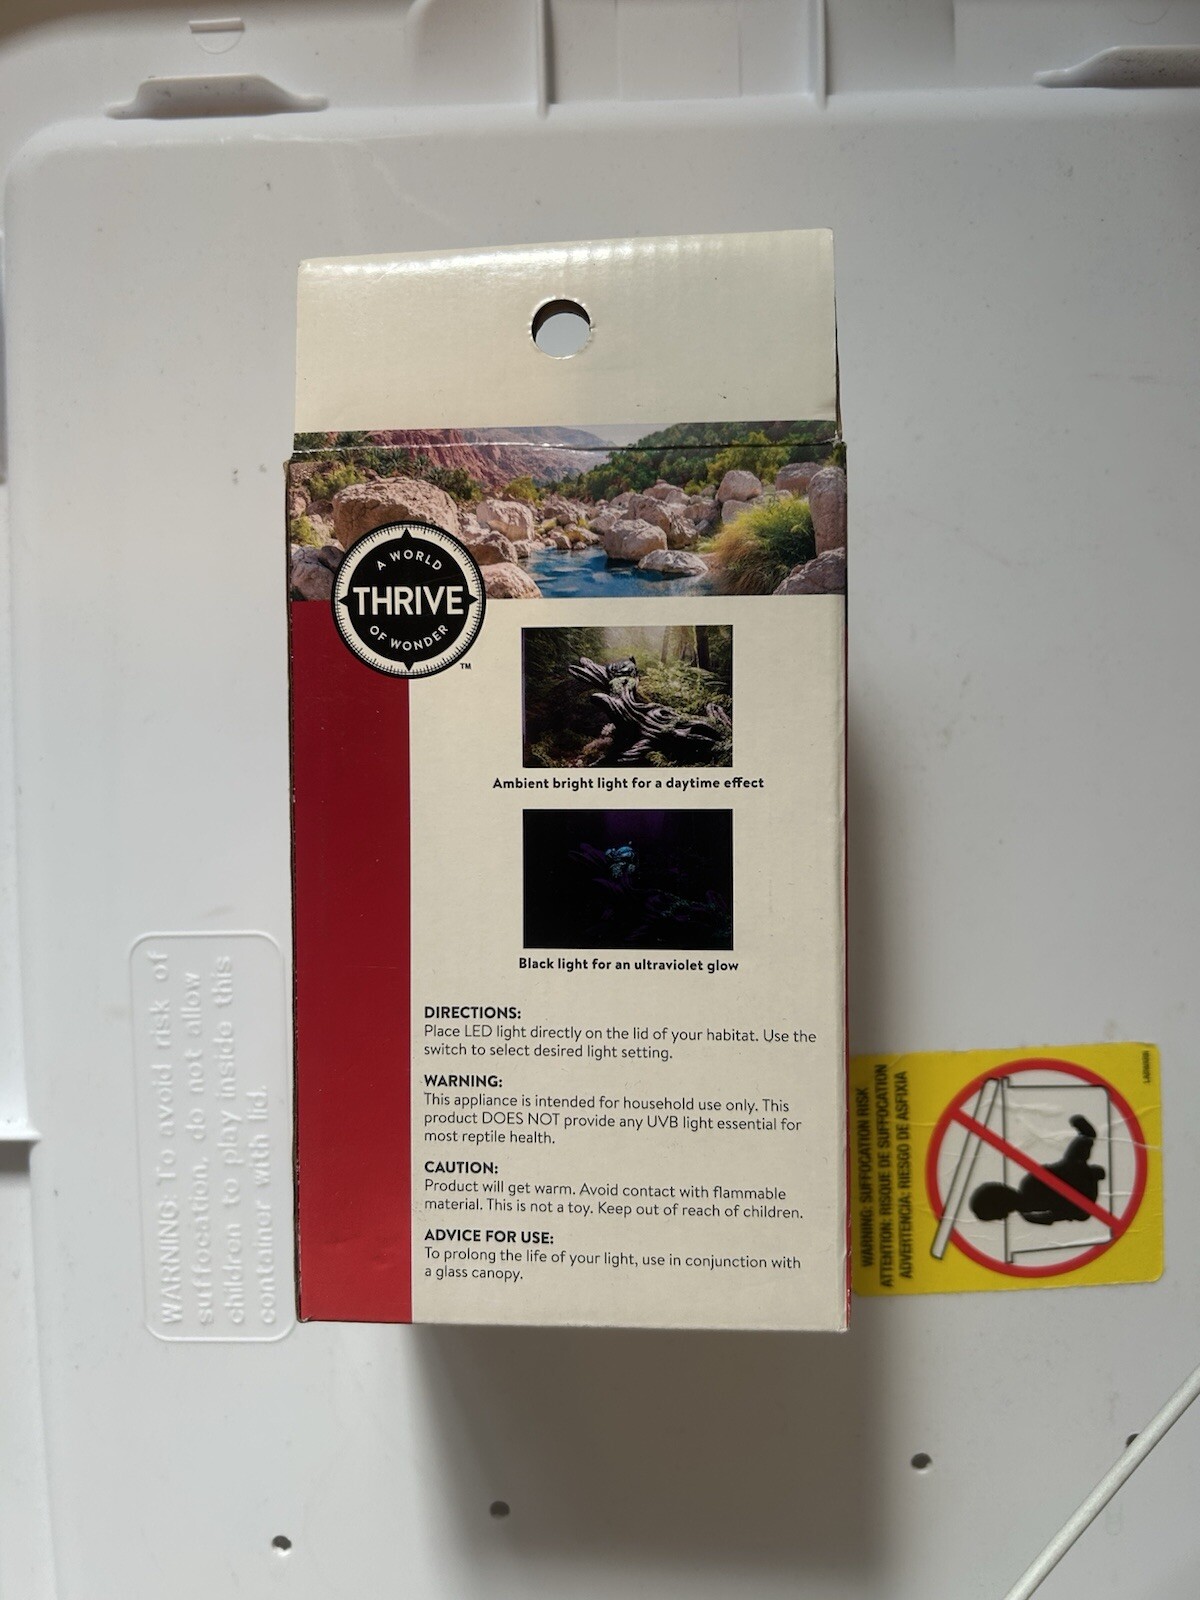 A WORLD
THRIVE
OF WONDER
TM
Ambient bright light for a daytime effect
Black light for an ultraviolet glow
DIRECTIONS:
Place LED light directly on the lid of your habitat. Use the
switch to select desired light setting.
WARNING:
This appliance is intended for household use only. This
product DOES NOT provide any UVB light essential for
most reptile health.
CAUTION:
Product will get warm. Avoid contact with flammable
material. This is not a toy. Keep out of reach of children.
ADVICE FOR USE:
To prolong the life of your light, use in conjunction with
a glass canopy.
WARNING: To avoid risk of
suffocation, do not allow
children to play inside this
container with lid.
WARNING: SUFFOCATION RISK
ATTENTION: RISQUE DE SUFFOCATION
ADVERTENCIA: RIESGO DE ASFIXIA